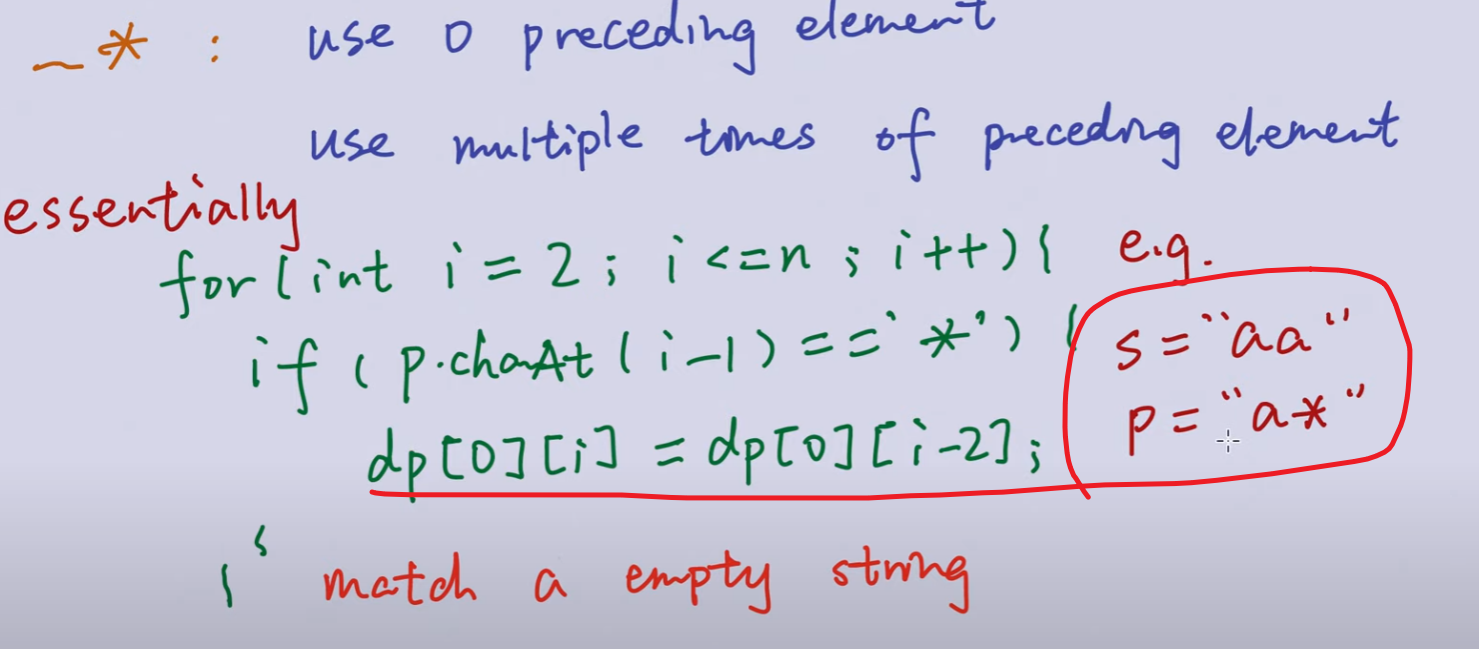 _* : use 0 preceding element
use multiple times of preceding element
essentially
for(int i = 2; i <= n; i++){ e.g.
if (p.charAt(i-1) == '*') { s = "aa"
dp[0][i] = dp[0][i-2]; p = "a*"
}
} match a empty string